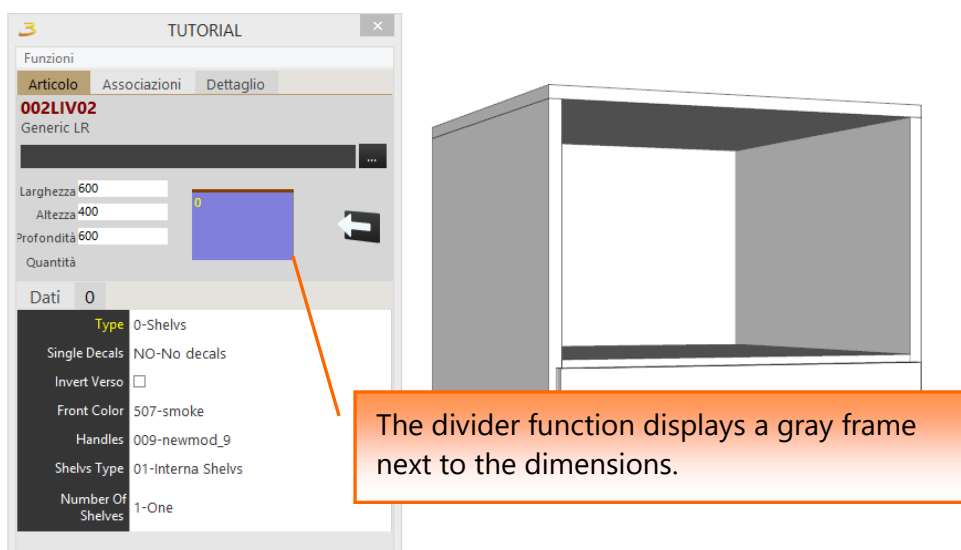 TUTORIAL
Funzioni
Articolo Associazioni Dettaglio
002LIV02
Generic LR
...
Larghezza 600
Altezza 400
Profondità 600
Quantità
0
Dati 0
Type 0-Shelvs
Single Decals NO-No decals
Invert Verso
Front Color 507-smoke
Handles 009-newmod_9
Shelvs Type 01-Interna Shelvs
Number Of
Shelves 1-One
The divider function displays a gray frame
next to the dimensions.